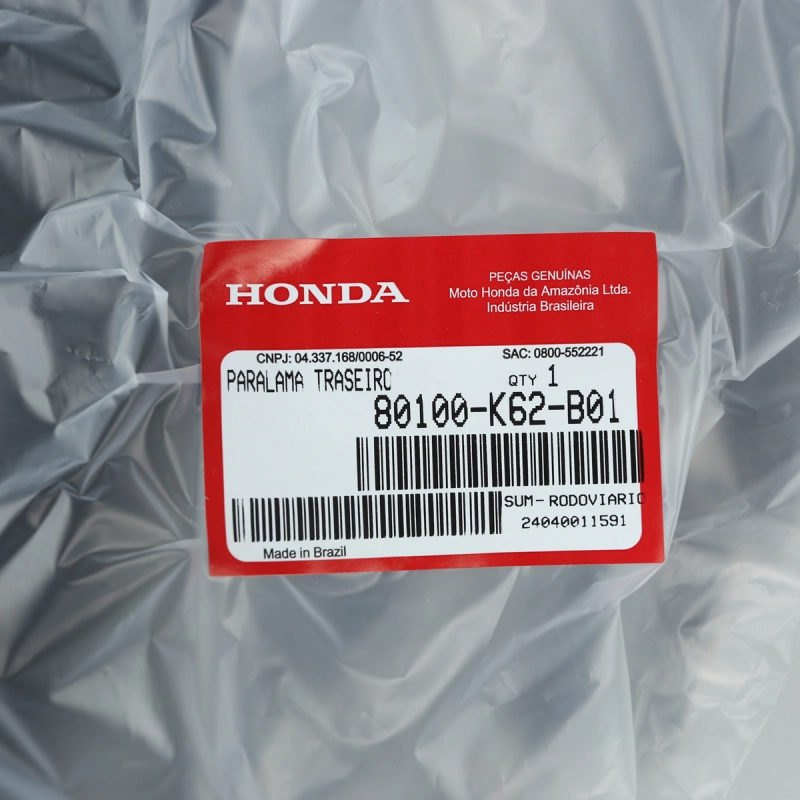 HONDA
PEÇAS GENUÍNAS
Moto Honda da Amazônia Ltda.
Indústria Brasileira
CNPJ: 04.337.168/0006-52 SAC: 0800-552221
PARALAMA TRASEIRO QTY 1
80100-K62-B01
SUM-RODOVIARIO
24040011591
Made in Brazil